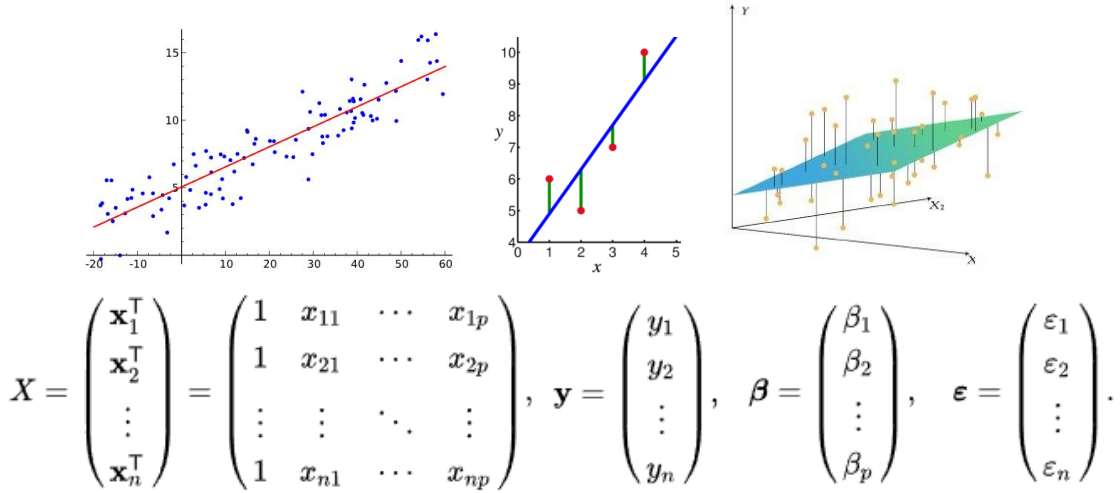 15
10
5
-20 -10 0 10 20 30 40 50 60
10
9
8
7
6
5
4
y
0 1 2 3 4 5
x
Y
X₂
X
X = (𝐱₁ᵀ 𝐱₂ᵀ ⋮ 𝐱ₙᵀ) = (1 x₁₁ ⋯ x₁ₚ 1 x₂₁ ⋯ x₂ₚ ⋮ ⋮ ⋱ ⋮ 1 xₙ₁ ⋯ xₙₚ), 𝐲 = (y₁ y₂ ⋮ yₙ), 𝜷 = (β₁ β₂ ⋮ βₚ), 𝜺 = (ε₁ ε₂ ⋮ εₙ).